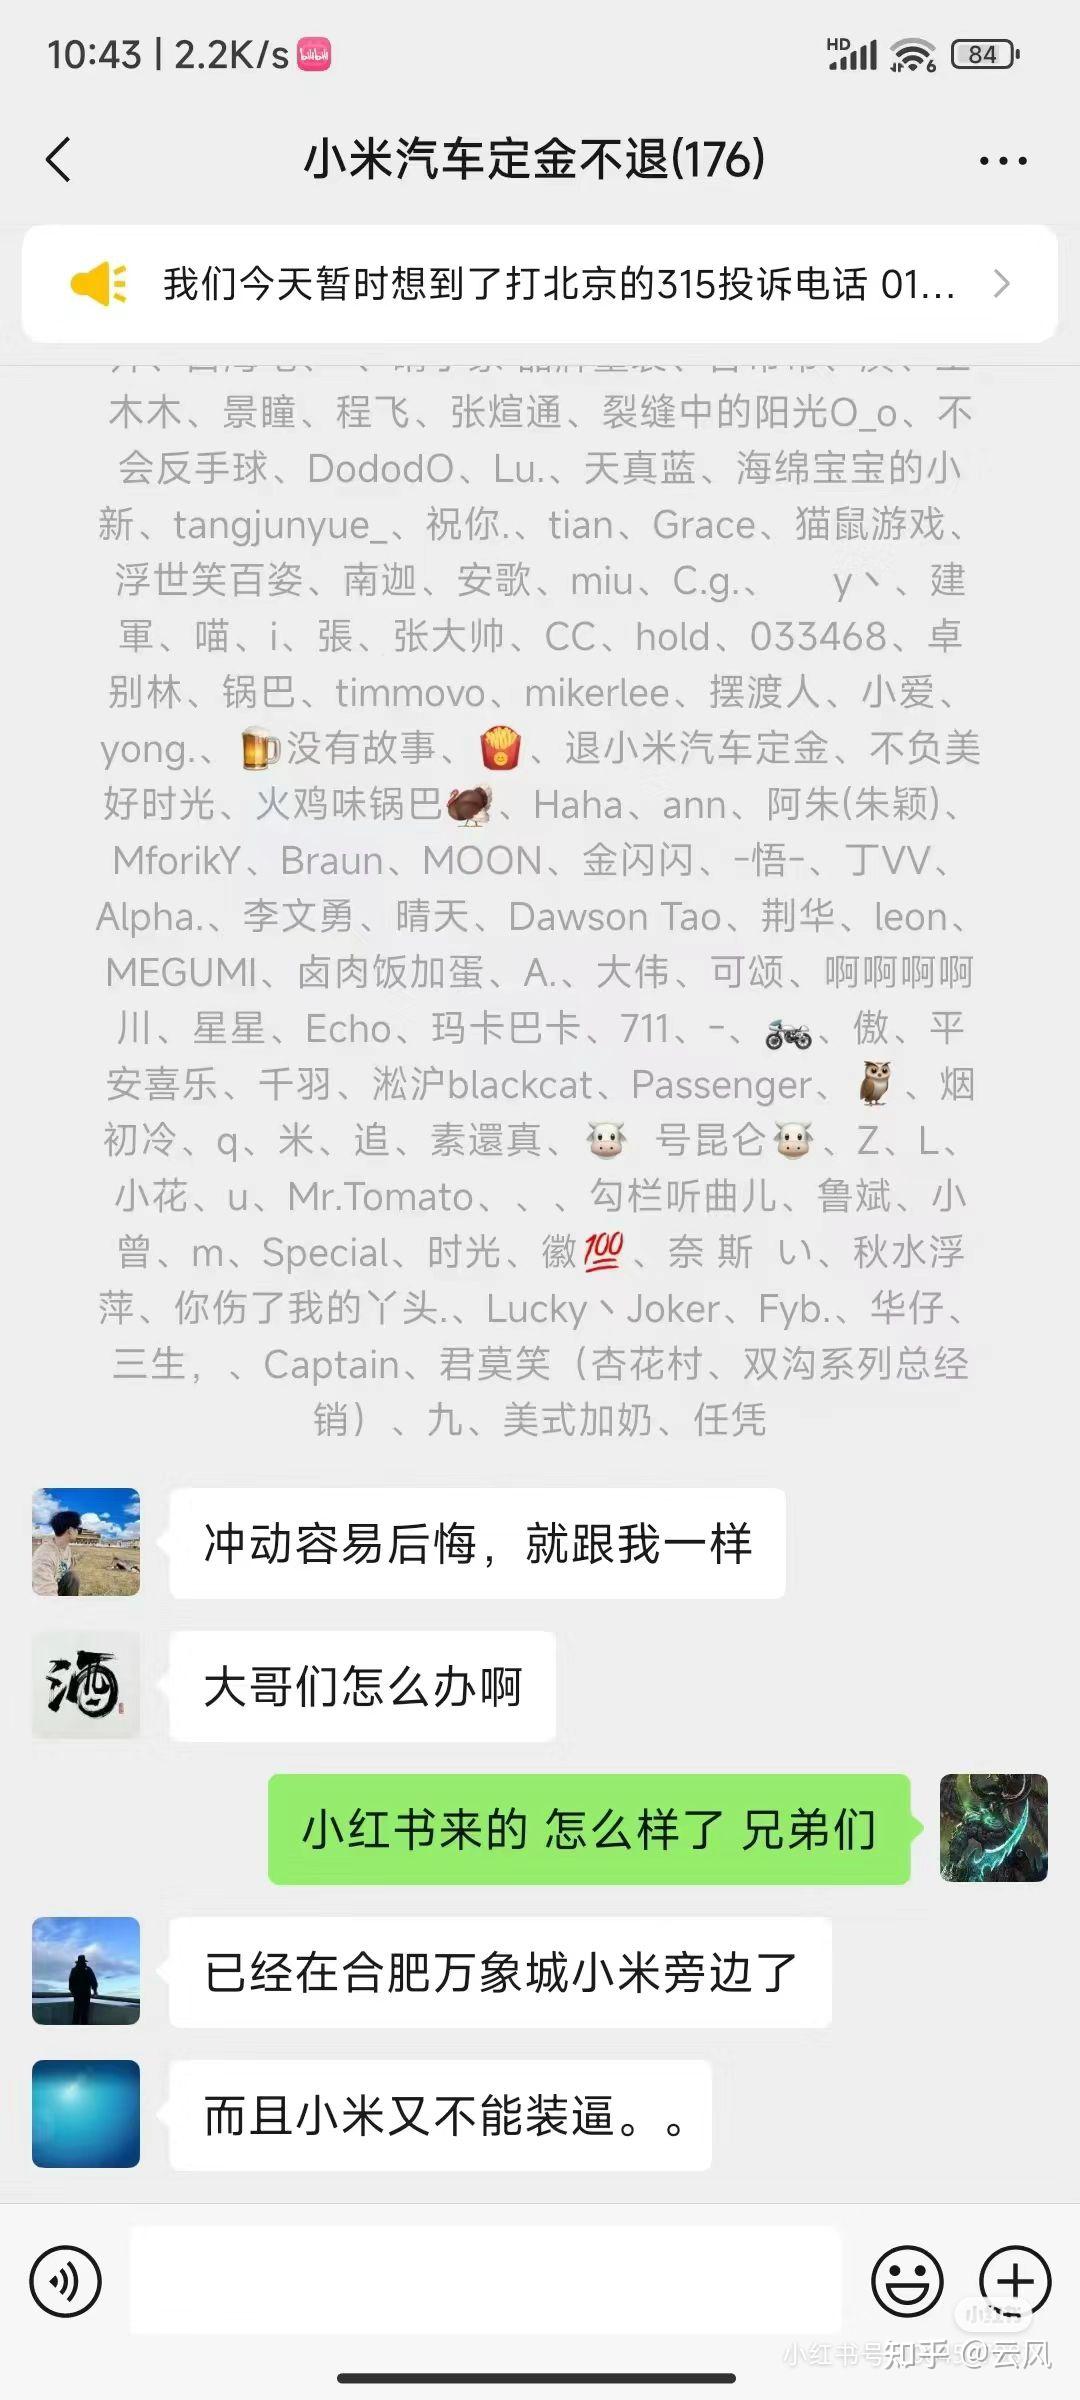 10:43 | 2.2K/s bilibili HD 6 84
小米汽车定金不退(176)
我们今天暂时想到了打北京的315投诉电话 01...
木木、景瞳、程飞、张煊通、裂缝中的阳光O_o、不
会反手球、DododO、Lu.、天真蓝、海绵宝宝的小
新、tangjunyue_、祝你.、tian、Grace、猫鼠游戏、
浮世笑百姿、南迦、安歌、miu、C.g.、 y丶、建
軍、喵、i、張、张大帅、CC、hold、033468、卓
别林、锅巴、timmovo、mikerlee、摆渡人、小爱、
yong.、🍺没有故事、🍟、退小米汽车定金、不负美
好时光、火鸡味锅巴🦃、Haha、ann、阿朱(朱颖)、
MforikY、Braun、MOON、金闪闪、-悟-、丁VV、
Alpha.、李文勇、晴天、Dawson Tao、荆华、leon、
MEGUMI、卤肉饭加蛋、A.、大伟、可颂、啊啊啊啊
川、星星、Echo、玛卡巴卡、711、-、🏍、傲、平
安喜乐、千羽、淞沪blackcat、Passenger、🦉、烟
初冷、q、米、追、素還真、🐮 号昆仑🐮、Z、L、
小花、u、Mr.Tomato、、、勾栏听曲儿、鲁斌、小
曾、m、Special、时光、徽💯、奈 斯 い、秋水浮
萍、你伤了我的丫头.、Lucky丶Joker、Fyb.、华仔、
三生，、Captain、君莫笑（杏花村、双沟系列总经
销）、九、美式加奶、任凭
冲动容易后悔，就跟我一样
酒
大哥们怎么办啊
小红书来的 怎么样了 兄弟们
已经在合肥万象城小米旁边了
而且小米又不能装逼。。
小红书
小红书号
知乎 @云风